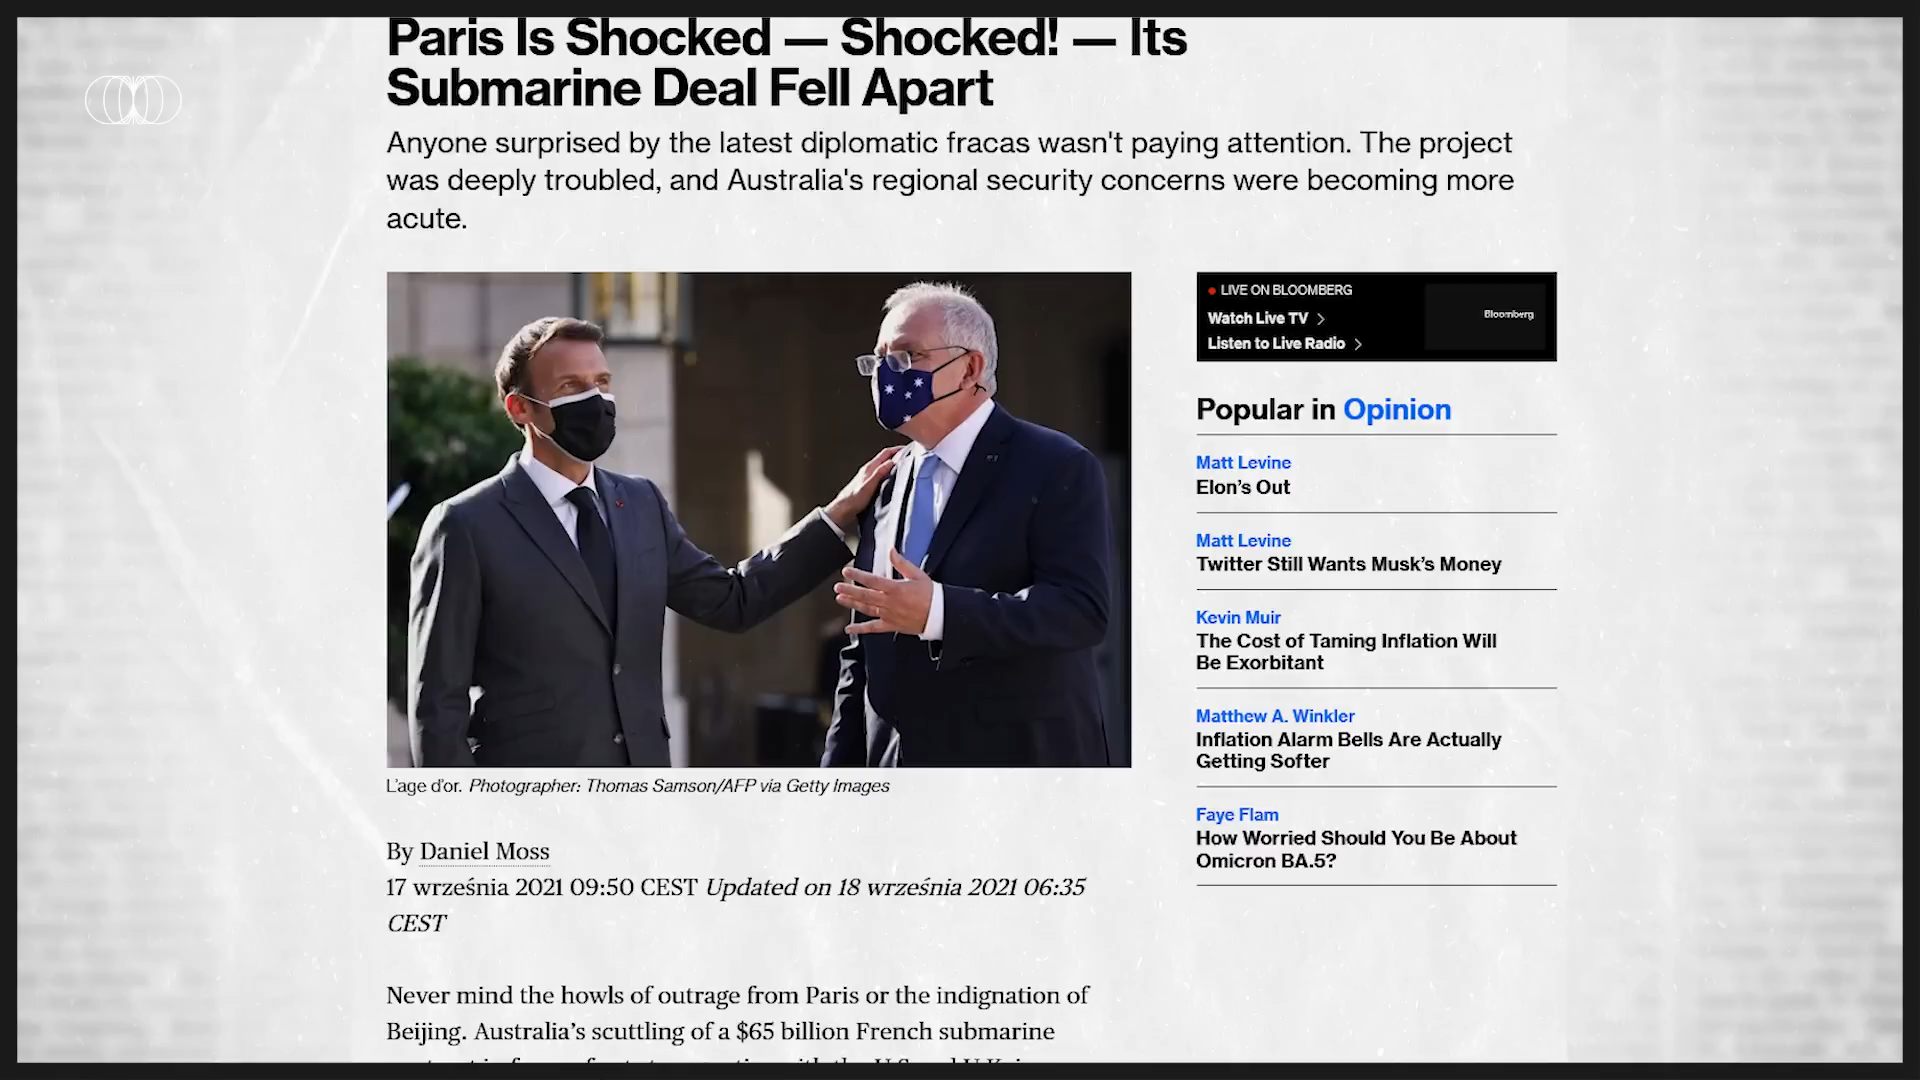 Paris Is Shocked — Shocked! — Its
Submarine Deal Fell Apart
Anyone surprised by the latest diplomatic fracas wasn't paying attention. The project
was deeply troubled, and Australia's regional security concerns were becoming more
acute.
L'age d'or. Photographer: Thomas Samson/AFP via Getty Images
By Daniel Moss
17 września 2021 09:50 CEST Updated on 18 września 2021 06:35
CEST
Never mind the howls of outrage from Paris or the indignation of
Beijing. Australia's scuttling of a $65 billion French submarine
LIVE ON BLOOMBERG
Watch Live TV
Listen to Live Radio
Bloomberg
Popular in Opinion
Matt Levine
Elon's Out
Matt Levine
Twitter Still Wants Musk's Money
Kevin Muir
The Cost of Taming Inflation Will
Be Exorbitant
Matthew A. Winkler
Inflation Alarm Bells Are Actually
Getting Softer
Faye Flam
How Worried Should You Be About
Omicron BA.5?